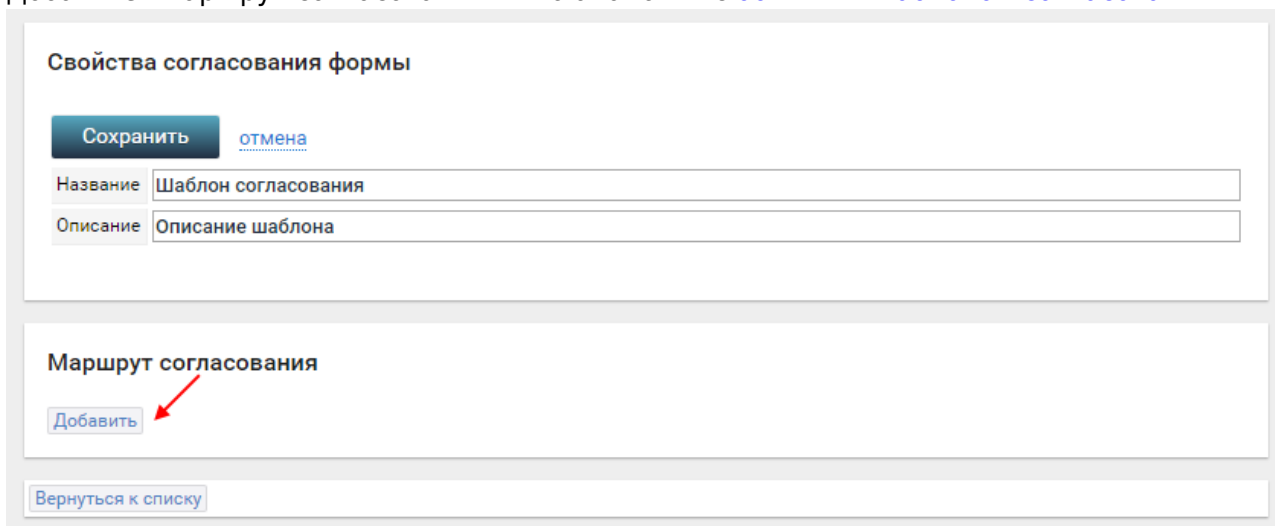 Свойства согласования формы
Сохранить отмена
Название Шаблон согласования
Описание Описание шаблона
Маршрут согласования
Добавить
Вернуться к списку